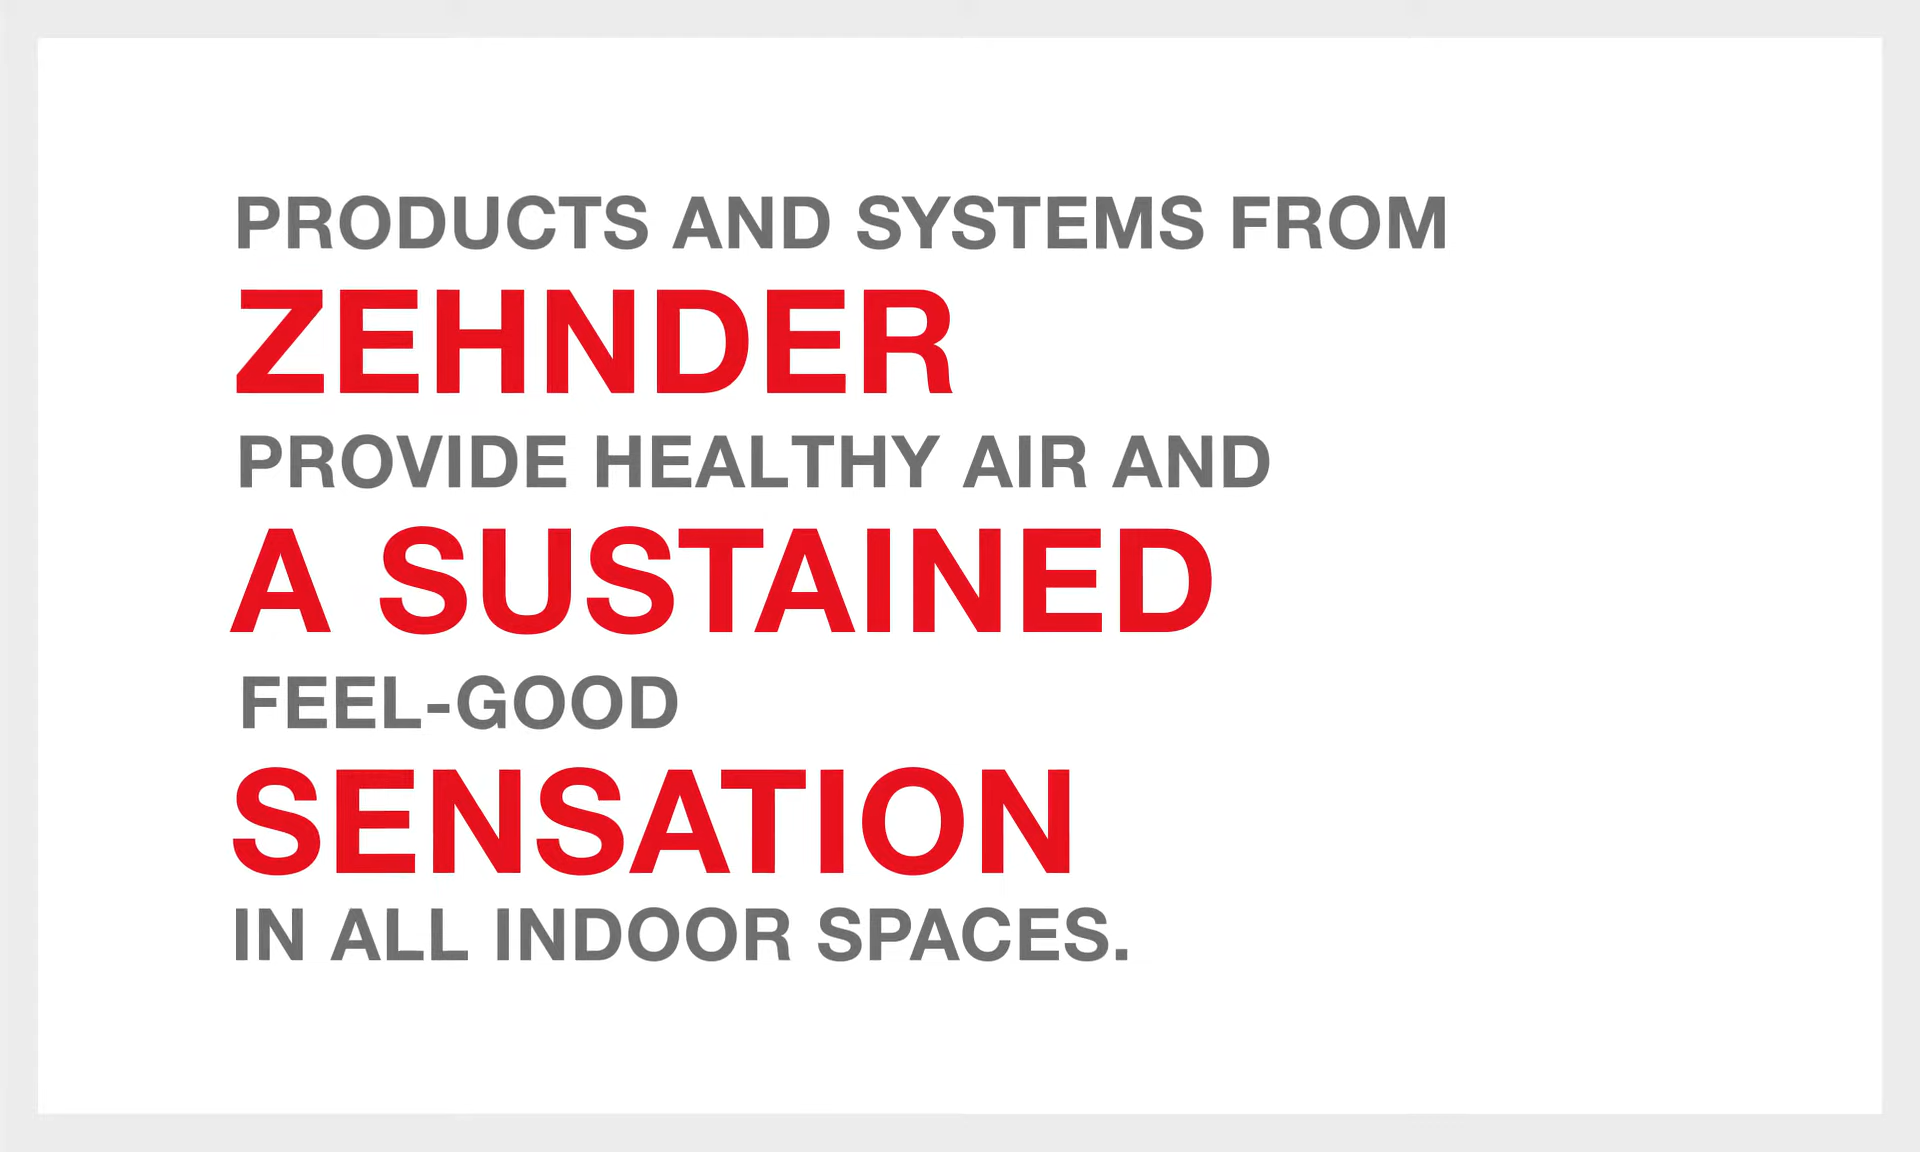 PRODUCTS AND SYSTEMS FROM
ZEHNDER
PROVIDE HEALTHY AIR AND
A SUSTAINED
FEEL-GOOD
SENSATION
IN ALL INDOOR SPACES.